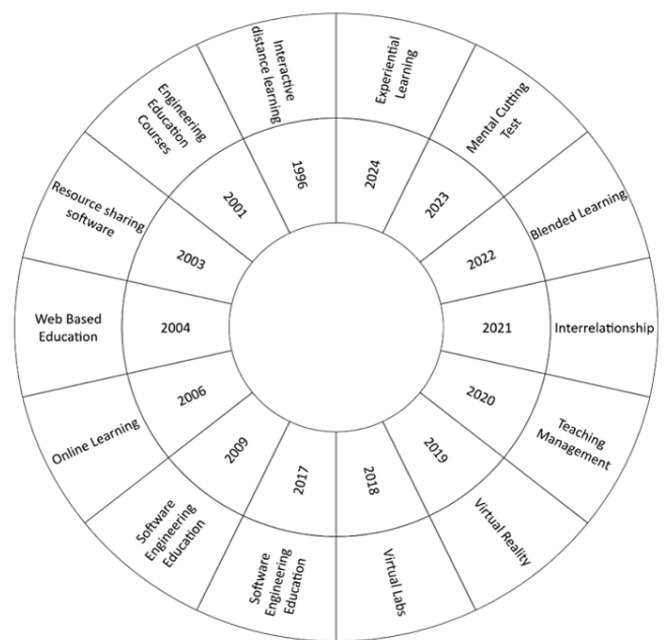 Experiential
Learning
2024
Mental Cutting
Test
2023
Blended Learning
2022
Interrelationship
2021
Teaching
Management
2020
Virtual Reality
2019
Virtual Labs
2018
Software
Engineering
Education
2017
Software
Engineering
Education
2009
Online Learning
2006
Web Based
Education
2004
Resource sharing
software
2003
Engineering
Education
Courses
2001
Interactive
distance learning
1996